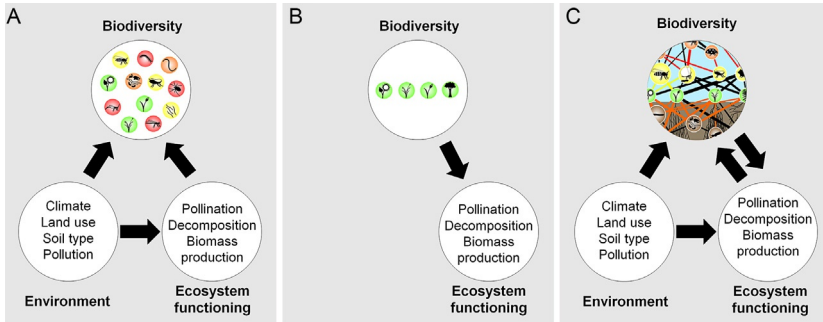 A
Biodiversity
Climate
Land use
Soil type
Pollution
Pollination
Decomposition
Biomass
production
Environment
Ecosystem
functioning
B
Biodiversity
Pollination
Decomposition
Biomass
production
Ecosystem
functioning
C
Biodiversity
Climate
Land use
Soil type
Pollution
Pollination
Decomposition
Biomass
production
Environment
Ecosystem
functioning